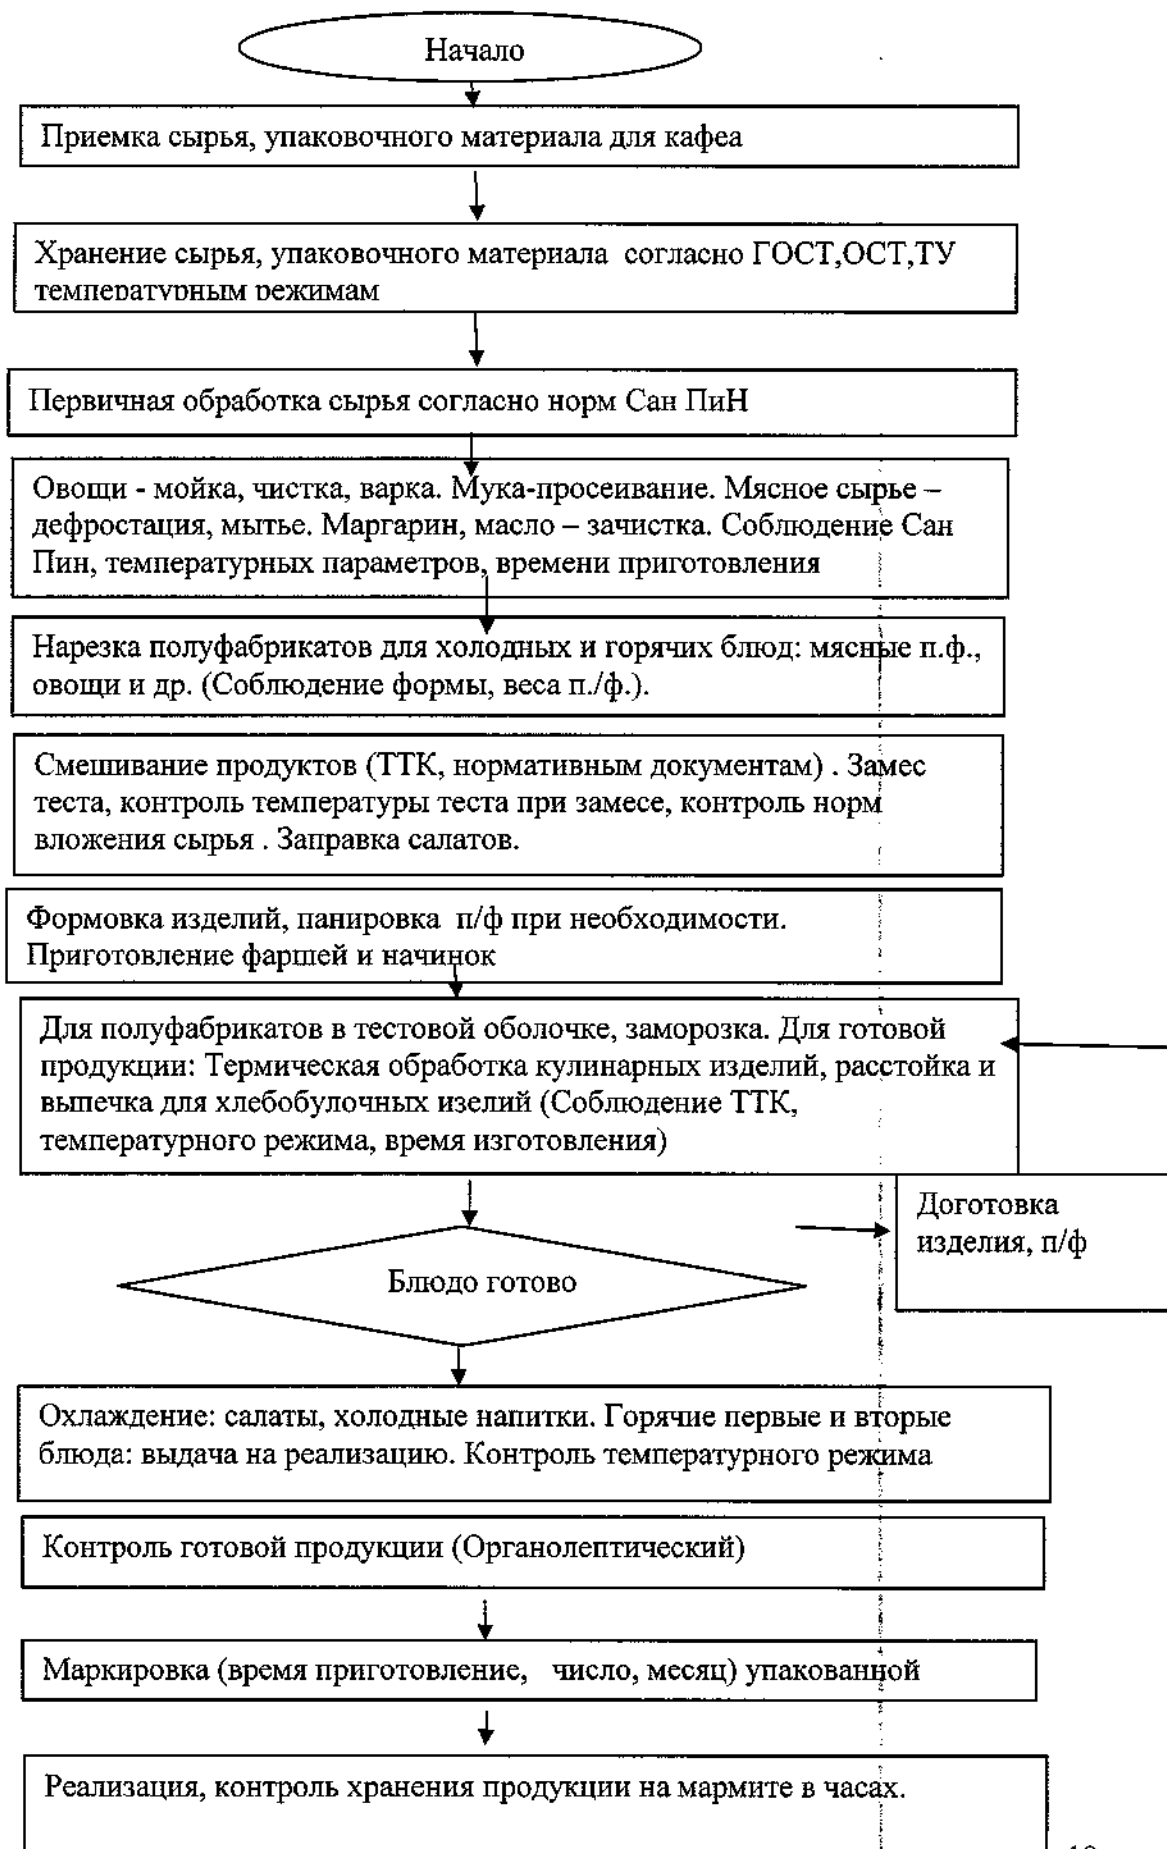 Начало
Приемка сырья, упаковочного материала для кафеа
Хранение сырья, упаковочного материала согласно ГОСТ,ОСТ,ТУ
температурным режимам
Первичная обработка сырья согласно норм Сан ПиН
Овощи - мойка, чистка, варка. Мука-просеивание. Мясное сырье –
дефростация, мытье. Маргарин, масло – зачистка. Соблюдение Сан
Пин, температурных параметров, времени приготовления
Нарезка полуфабрикатов для холодных и горячих блюд: мясные п.ф.,
овощи и др. (Соблюдение формы, веса п./ф.).
Смешивание продуктов (ТТК, нормативным документам) . Замес
теста, контроль температуры теста при замесе, контроль норм
вложения сырья . Заправка салатов.
Формовка изделий, панировка п/ф при необходимости.
Приготовление фаршей и начинок
Для полуфабрикатов в тестовой оболочке, заморозка. Для готовой
продукции: Термическая обработка кулинарных изделий, расстойка и
выпечка для хлебобулочных изелий (Соблюдение ТТК,
температурного режима, время изготовления)
Доготовка
изделия, п/ф
Блюдо готово
Охлаждение: салаты, холодные напитки. Горячие первые и вторые
блюда: выдача на реализацию. Контроль температурного режима
Контроль готовой продукции (Органолептический)
Маркировка (время приготовление, число, месяц) упакованной
Реализация, контроль хранения продукции на мармите в часах.